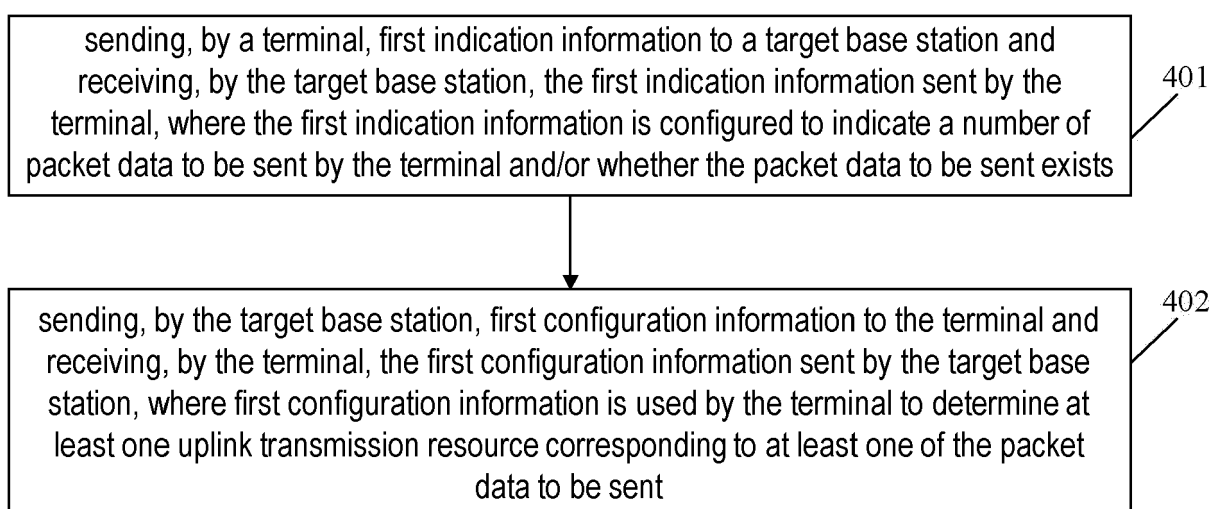 sending, by a terminal, first indication information to a target base station and
receiving, by the target base station, the first indication information sent by the
terminal, where the first indication information is configured to indicate a number of
packet data to be sent by the terminal and/or whether the packet data to be sent exists
401
sending, by the target base station, first configuration information to the terminal and
receiving, by the terminal, the first configuration information sent by the target base
station, where first configuration information is used by the terminal to determine at
least one uplink transmission resource corresponding to at least one of the packet
data to be sent
402